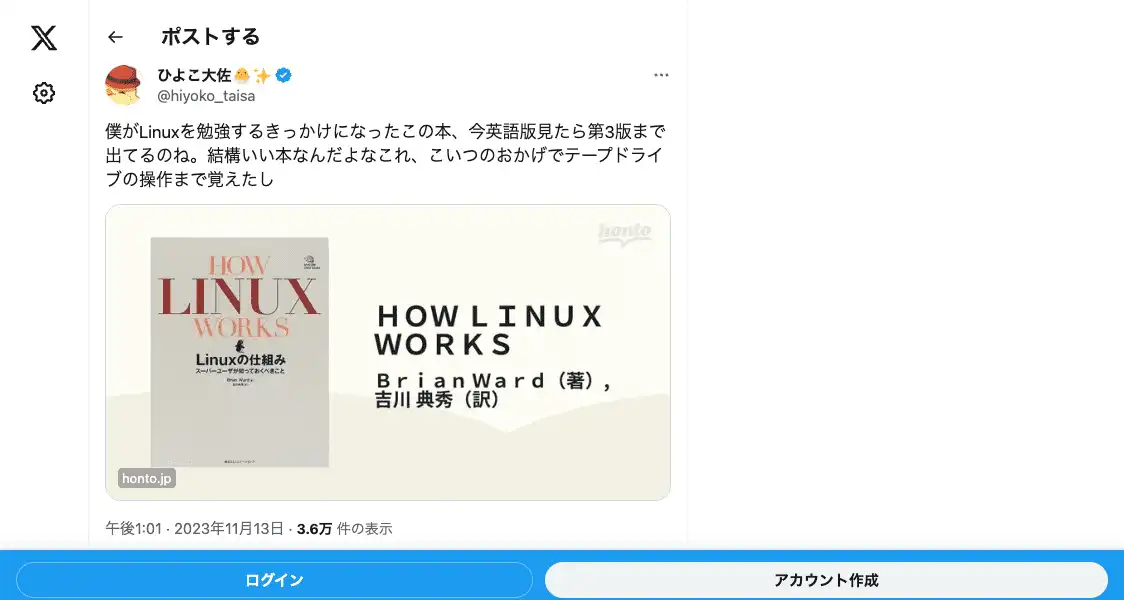 ポストする
ひよこ大佐🐣✨
@hiyoko_taisa
僕がLinuxを勉強するきっかけになったこの本、今英語版見たら第3版まで
出てるのね。結構いい本なんだよなこれ、こいつのおかげでテープドライ
ブの操作まで覚えたし
honto
HOW
LINUX
WORKS
Linuxの仕組み
スーパーユーザが知っておくべきこと
Brian Ward
ＨＯＷ ＬＩＮＵＸ
ＷＯＲＫＳ
ＢｒｉａｎＷａｒｄ（著），
吉川 典秀（訳）
honto.jp
午後1:01 · 2023年11月13日 · 3.6万 件の表示
ログイン
アカウント作成